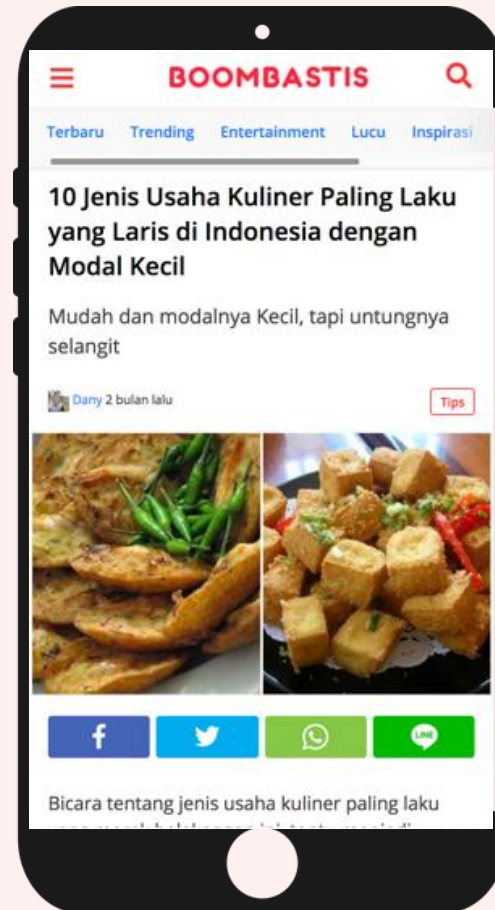 BOOMBASTIS
Terbaru Trending Entertainment Lucu Inspirasi
10 Jenis Usaha Kuliner Paling Laku
yang Laris di Indonesia dengan
Modal Kecil
Mudah dan modalnya Kecil, tapi untungnya
selangit
Dany 2 bulan lalu
Tips
f
LINE
Bicara tentang jenis usaha kuliner paling laku